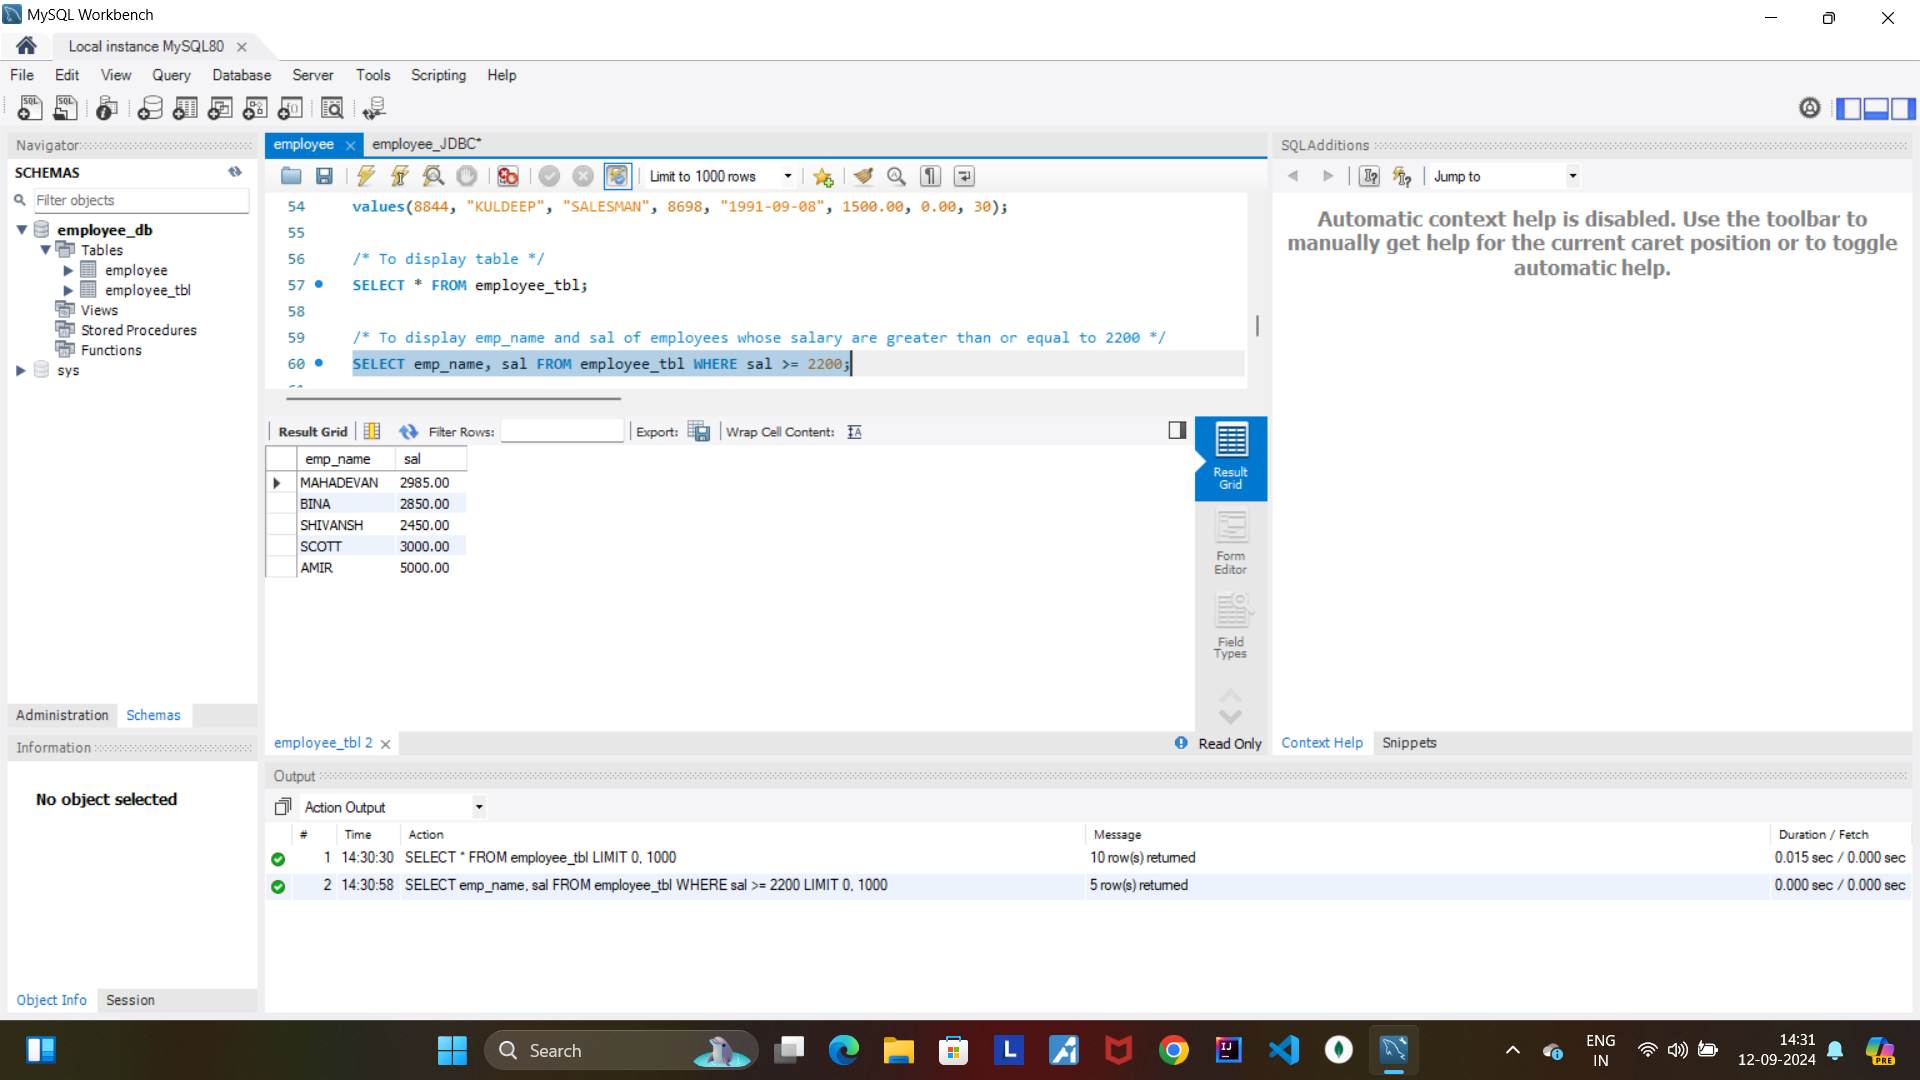 MySQL Workbench
Local instance MySQL80
File Edit View Query Database Server Tools Scripting Help
Navigator
SCHEMAS
Filter objects
employee_db
Tables
employee
employee_tbl
Views
Stored Procedures
Functions
sys
Administration Schemas
Information
No object selected
Object Info Session
employee employee_JDBC*
Limit to 1000 rows
54 values(8844, "KULDEEP", "SALESMAN", 8698, "1991-09-08", 1500.00, 0.00, 30);
55
56 /* To display table */
57 SELECT * FROM employee_tbl;
58
59 /* To display emp_name and sal of employees whose salary are greater than or equal to 2200 */
60 SELECT emp_name, sal FROM employee_tbl WHERE sal >= 2200;
Result Grid Filter Rows: Export: Wrap Cell Content:
emp_name sal
MAHADEVAN 2985.00
BINA 2850.00
SHIVANSH 2450.00
SCOTT 3000.00
AMIR 5000.00
Result
Grid
Form
Editor
Field
Types
employee_tbl 2 Read Only
SQLAdditions
Jump to
Automatic context help is disabled. Use the toolbar to
manually get help for the current caret position or to toggle
automatic help.
Context Help Snippets
Output
Action Output
# Time Action Message Duration / Fetch
1 14:30:30 SELECT * FROM employee_tbl LIMIT 0, 1000 10 row(s) returned 0.015 sec / 0.000 sec
2 14:30:58 SELECT emp_name, sal FROM employee_tbl WHERE sal >= 2200 LIMIT 0, 1000 5 row(s) returned 0.000 sec / 0.000 sec
Search
L
IJ
ENG
IN
14:31
12-09-2024
PRE